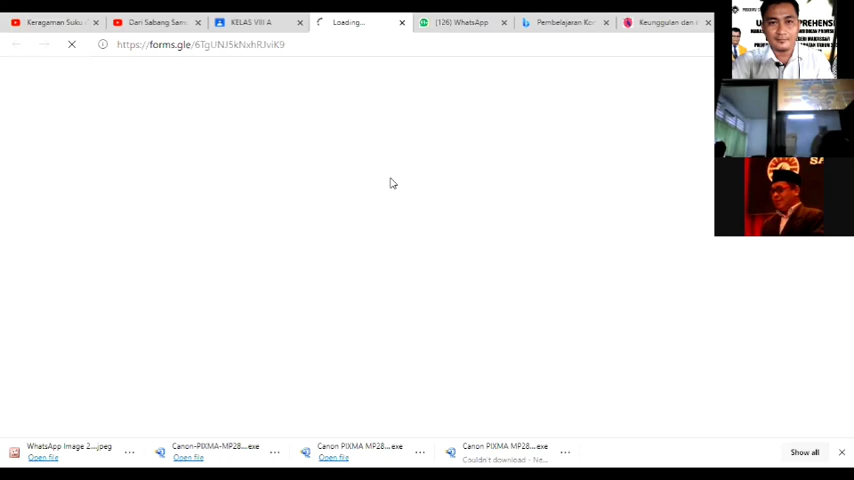 Keragaman Suku
Dari Sabang Sam
KELAS VIII A
Loading...
(126) WhatsApp
Pembelajaran Ko
Keunggulan dan
https://forms.gle/6TgUNJ5kNxhRJviK9
SA
WhatsApp Image 2....jpeg
Open file
Canon-PIXMA-MP28....exe
Open file
Canon PIXMA MP28....exe
Open file
Canon PIXMA MP28....exe
Couldn't download - Ne...
Show all